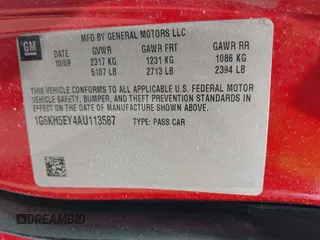 MFD BY GENERAL MOTORS LLC
GM
DATE GVWR GAWR FRT GAWR RR
10/09 2317 KG 1231 KG 1086 KG
5107 LB 2713 LB 2394 LB
THIS VEHICLE CONFORMS TO ALL APPLICABLE U.S. FEDERAL MOTOR
VEHICLE SAFETY, BUMPER, AND THEFT PREVENTION STANDARDS IN
EFFECT ON THE DATE OF MANUFACTURE SHOWN ABOVE.
1G6KH5EY4AU113587 TYPE: PASS CAR
DREAMBID